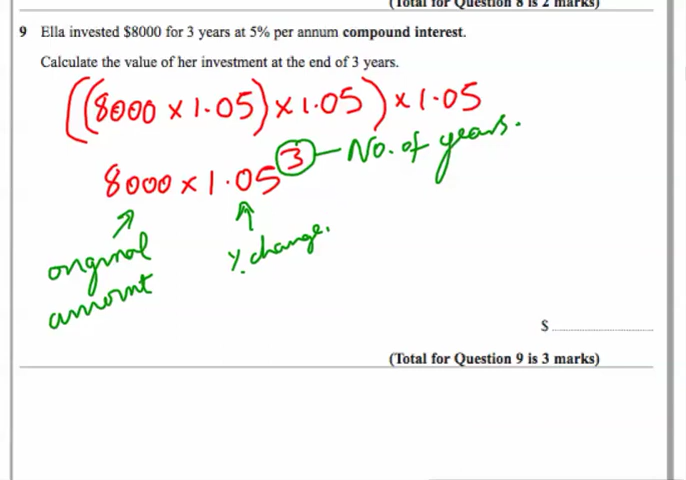 (Total for Question 8 is 2 marks)
9 Ella invested $8000 for 3 years at 5% per annum compound interest.
Calculate the value of her investment at the end of 3 years.
((8000 × 1.05) × 1.05) × 1.05
8000 × 1.05³ – No. of years.
original amount
% change.
$
(Total for Question 9 is 3 marks)